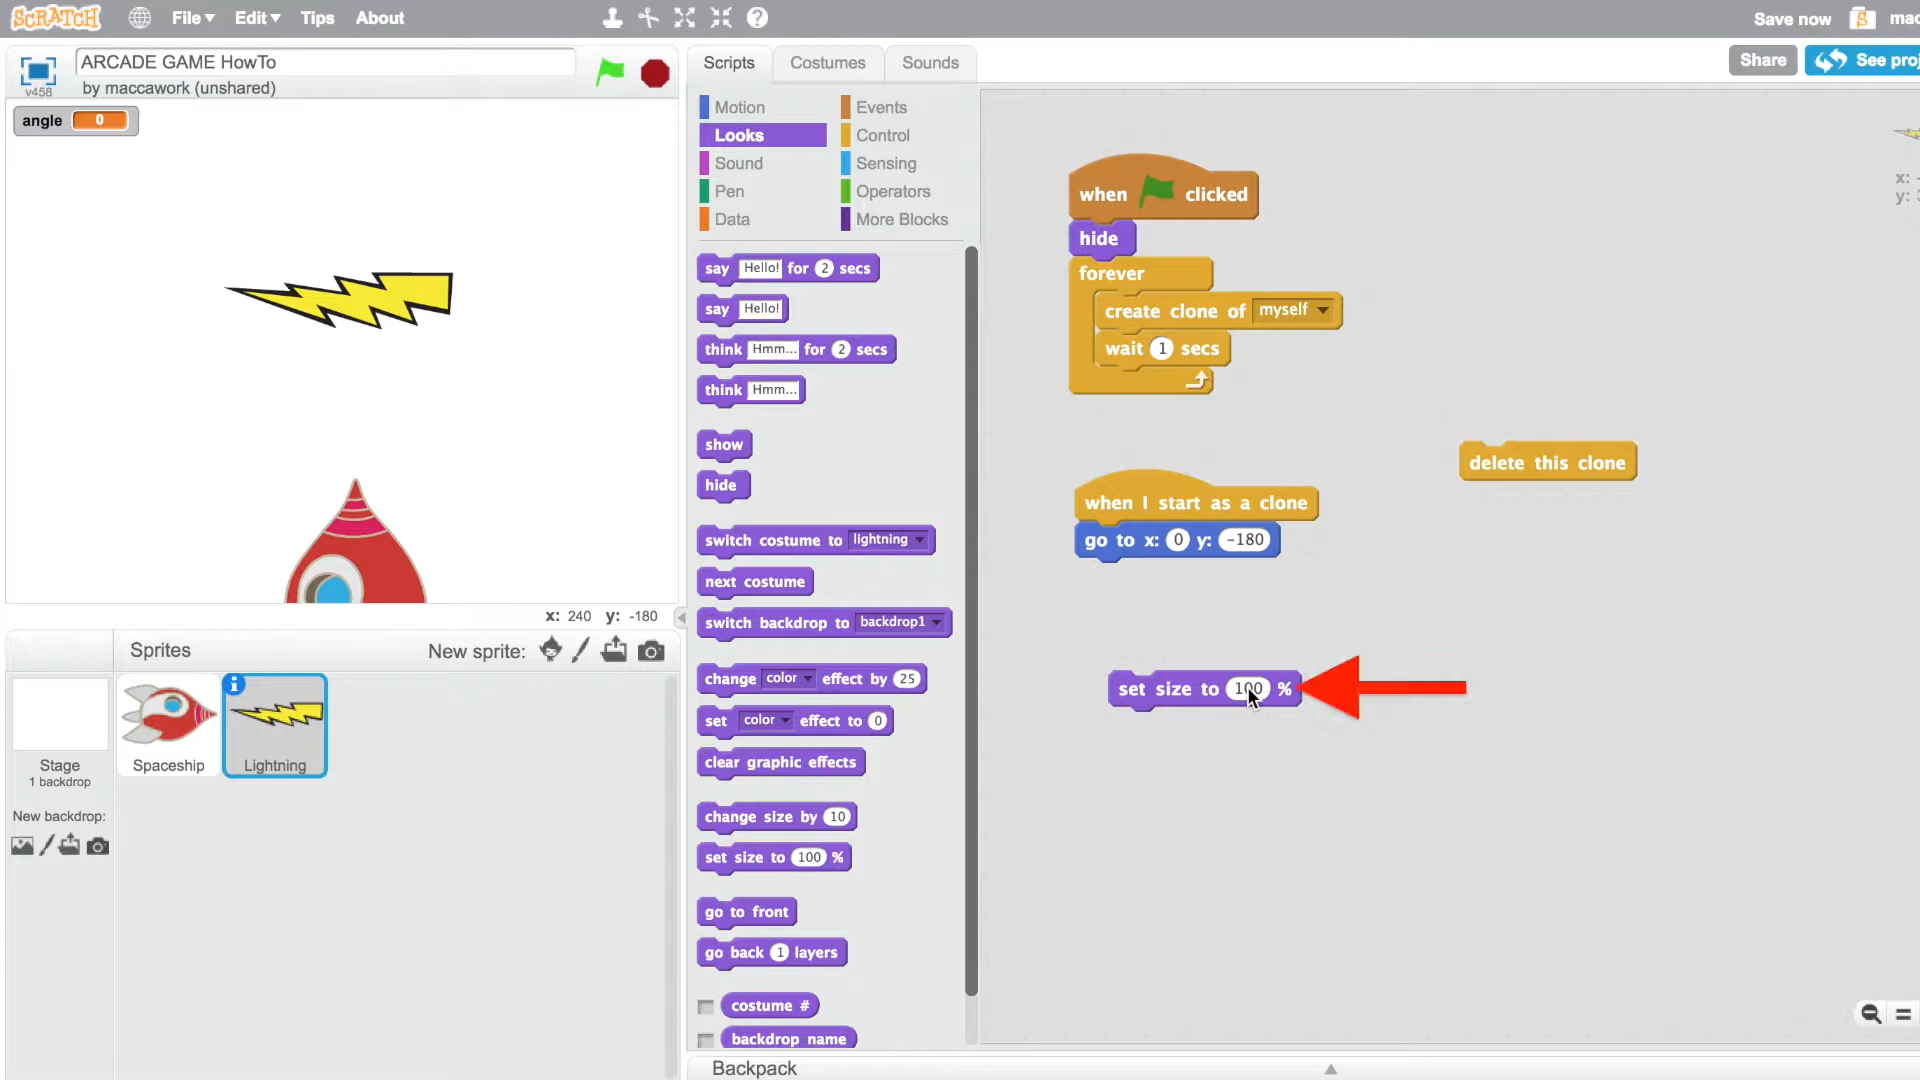 SCRATCH
File Edit Tips About
Save now
v458
ARCADE GAME HowTo
by maccawork (unshared)
Scripts Costumes Sounds
Share See
angle 0
Motion Events
Looks Control
Sound Sensing
Pen Operators
Data More Blocks
say Hello! for 2 secs
say Hello!
think Hmm... for 2 secs
think Hmm...
show
hide
switch costume to lightning
next costume
switch backdrop to backdrop1
change color effect by 25
set color effect to 0
clear graphic effects
change size by 10
set size to 100 %
go to front
go back 1 layers
costume #
backdrop name
when clicked
hide
forever
create clone of myself
wait 1 secs
delete this clone
when I start as a clone
go to x: 0 y: -180
set size to 100 %
x:
y:
x: 240 y: -180
Sprites New sprite:
Spaceship Lightning
Stage
1 backdrop
New backdrop:
Backpack